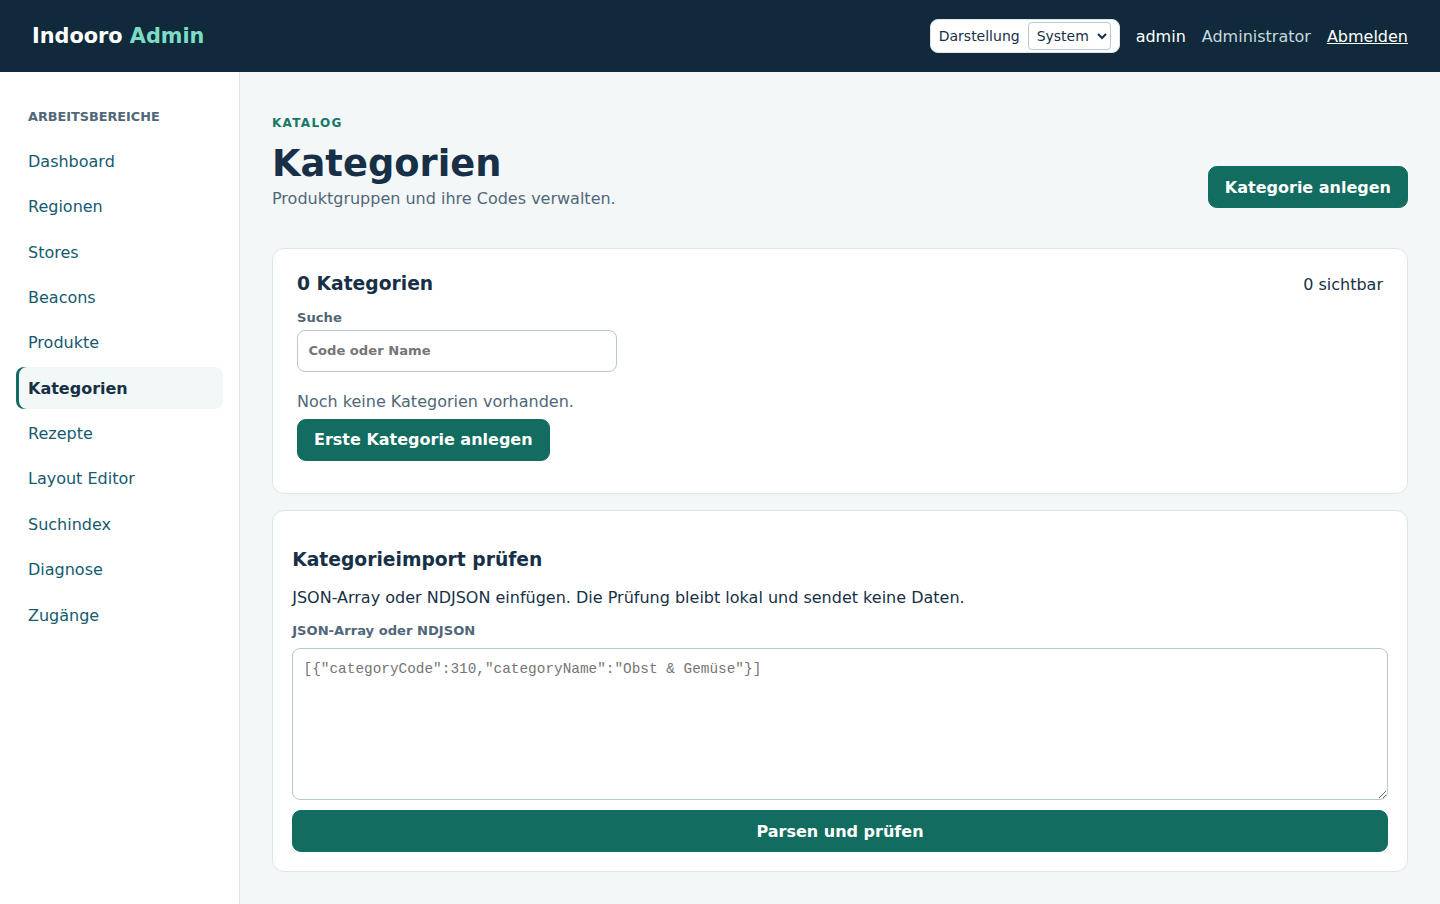 Indooro Admin
Darstellung System admin Administrator Abmelden
ARBEITSBEREICHE
Dashboard
Regionen
Stores
Beacons
Produkte
Kategorien
Rezepte
Layout Editor
Suchindex
Diagnose
Zugänge
KATALOG
Kategorien
Produktgruppen und ihre Codes verwalten.
Kategorie anlegen
0 Kategorien
0 sichtbar
Suche
Code oder Name
Noch keine Kategorien vorhanden.
Erste Kategorie anlegen
Kategorieimport prüfen
JSON-Array oder NDJSON einfügen. Die Prüfung bleibt lokal und sendet keine Daten.
JSON-Array oder NDJSON
[{"categoryCode":310,"categoryName":"Obst & Gemüse"}]
Parsen und prüfen